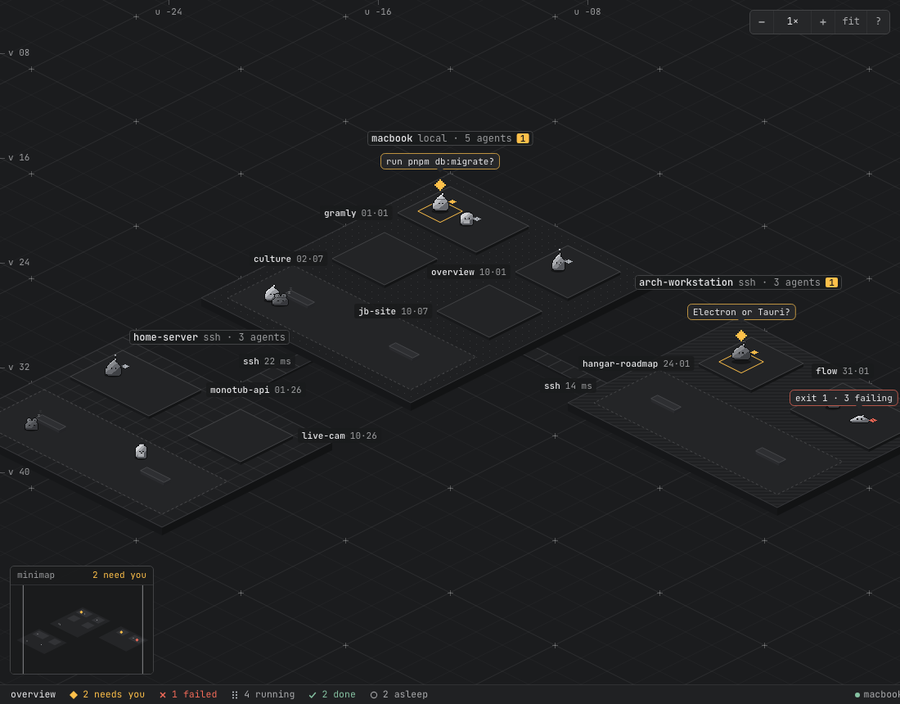 υ -24
υ -16
υ -08
− 1× + fit ?
v 08
macbook local · 5 agents 1
v 16
run pnpm db:migrate?
gramly 01·01
culture 02·07
v 24
overview 10·01
arch-workstation ssh · 3 agents 1
jb-site 10·07
Electron or Tauri?
home-server ssh · 3 agents
ssh 22 ms
hangar-roadmap 24·01
v 32
flow 31·01
ssh 14 ms
monotub-api 01·26
exit 1 · 3 failing
live-cam 10·26
v 40
minimap 2 need you
overview 2 needs you 1 failed 4 running 2 done 2 asleep